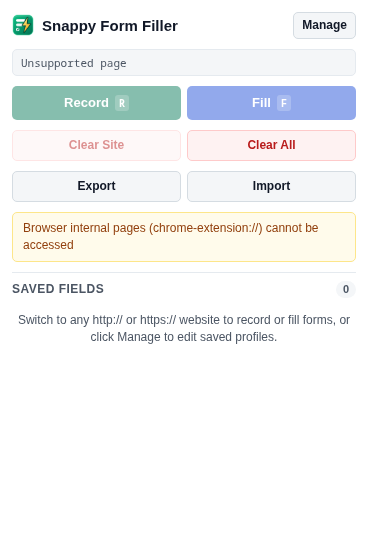 Snappy Form Filler
Manage
Unsupported page
Record R
Fill F
Clear Site
Clear All
Export
Import
Browser internal pages (chrome-extension://) cannot be
accessed
SAVED FIELDS
0
Switch to any http:// or https:// website to record or fill forms, or
click Manage to edit saved profiles.